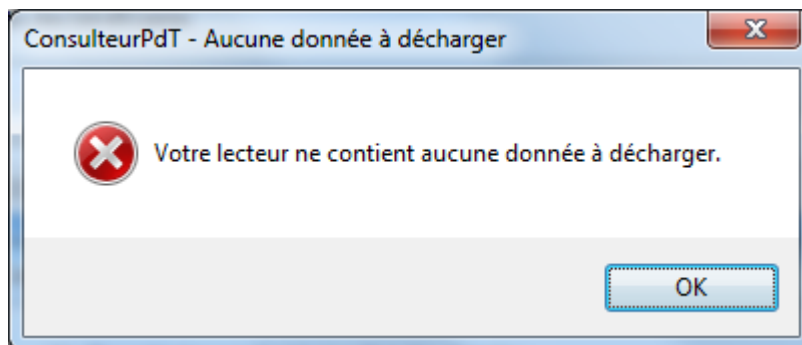 ConsulteurPdT - Aucune donnée à décharger
Votre lecteur ne contient aucune donnée à décharger.
OK